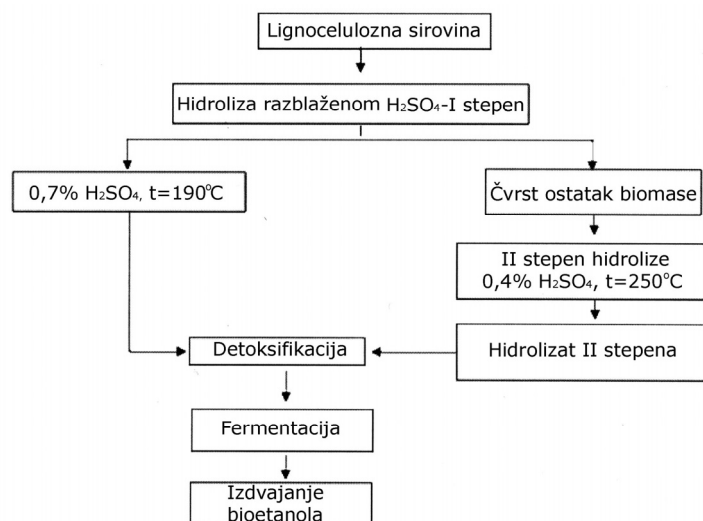 Lignocelulozna sirovina
Hidroliza razblaženom H₂SO₄-I stepen
0,7% H₂SO₄, t=190°C
Čvrst ostatak biomase
II stepen hidrolize
0,4% H₂SO₄, t=250°C
Hidrolizat II stepena
Detoksifikacija
Fermentacija
Izdvajanje
bioetanola